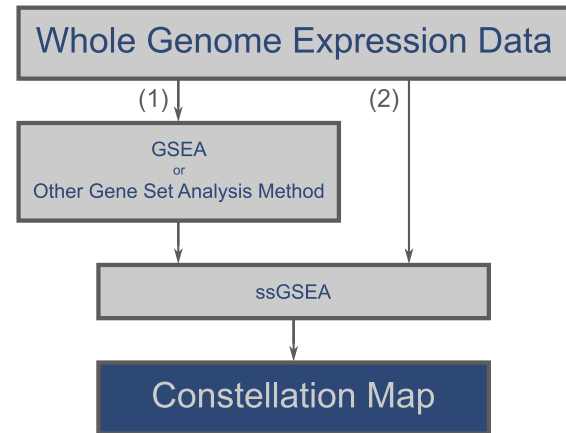 Whole Genome Expression Data
(1)
(2)
GSEA
or
Other Gene Set Analysis Method
ssGSEA
Constellation Map